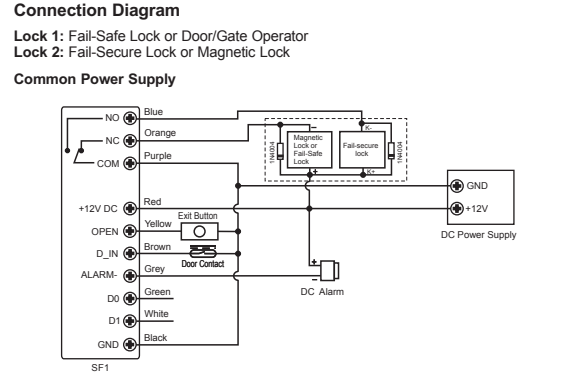 Connection Diagram
Lock 1: Fail-Safe Lock or Door/Gate Operator
Lock 2: Fail-Secure Lock or Magnetic Lock
Common Power Supply
NO Blue
NC Orange
COM Purple
+12V DC Red
OPEN Yellow
D_IN Brown
ALARM- Grey
D0 Green
D1 White
GND Black
SF1
Exit Button
Door Contact
1N4004
–
Magnetic
Lock or
Fail-Safe
Lock
+
K-
Fail-secure
lock
K+
1N4004
GND
+12V
DC Power Supply
+
–
DC Alarm